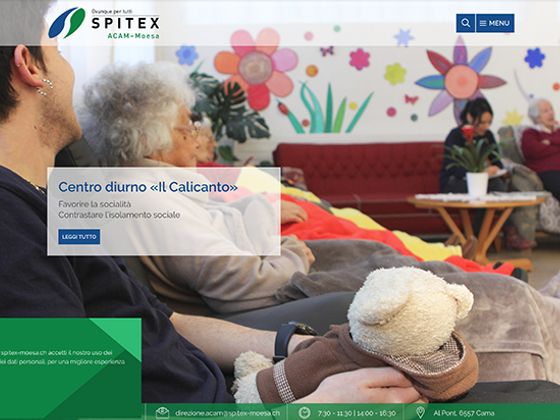 Ovunque per tutti
SPITEX
ACAM-Moesa
MENU
Centro diurno «Il Calicanto»
Favorire la socialità
Contrastare l'isolamento sociale
LEGGI TUTTO
spitex-moesa.ch accetti il nostro uso dei
dei dati personali, per una migliore esperienza
direzione.acam@spitex-moesa.ch
7:30 - 11:30 | 14:00 - 16:30
Al Pont, 6557 Cama